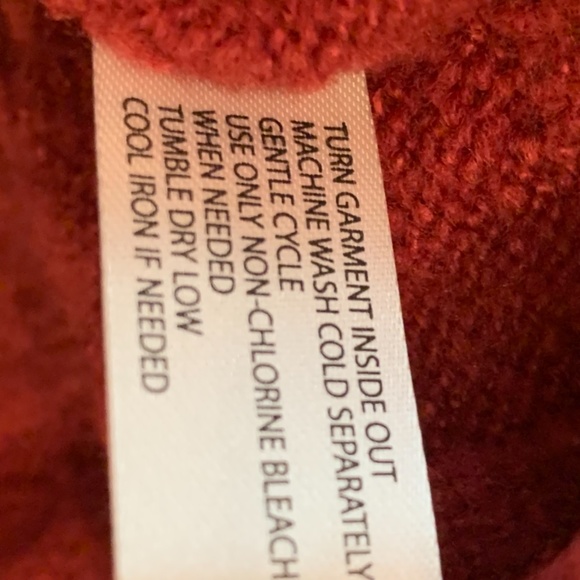 TURN GARMENT INSIDE OUT
MACHINE WASH COLD SEPARATELY
GENTLE CYCLE
USE ONLY NON-CHLORINE BLEACH
WHEN NEEDED
TUMBLE DRY LOW
COOL IRON IF NEEDED